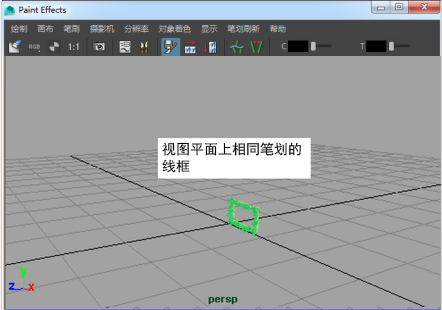 Paint Effects
绘制 画布 笔刷 摄影机 分辨率 对象着色 显示 笔划刷新 帮助
RGB 1:1 C T
视图平面上相同笔划的
线框
Y
Z X
persp